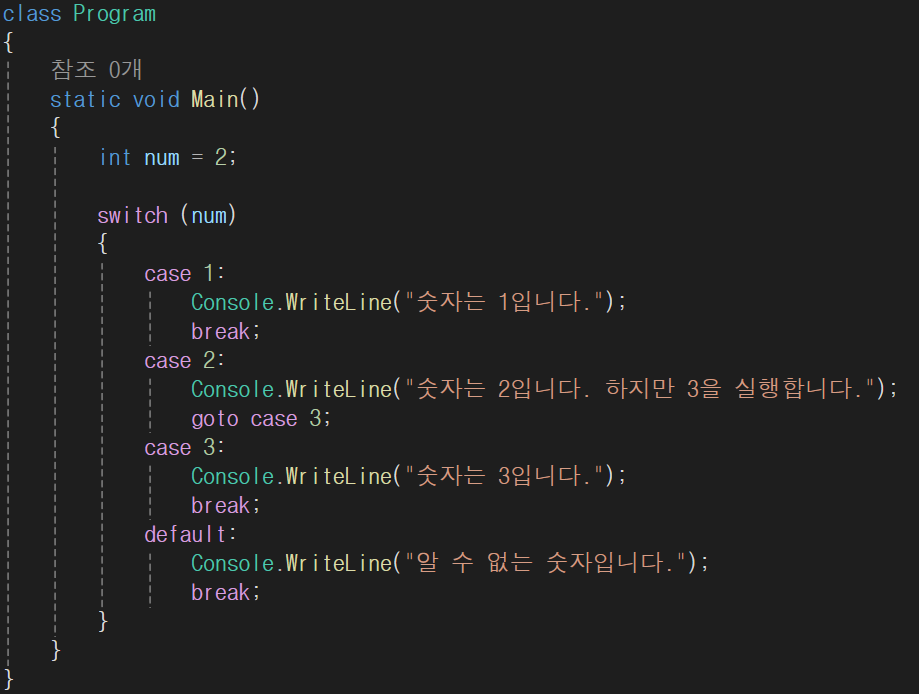 class Program
{
참조 0개
static void Main()
{
int num = 2;
switch (num)
{
case 1:
Console.WriteLine("숫자는 1입니다.");
break;
case 2:
Console.WriteLine("숫자는 2입니다. 하지만 3을 실행합니다.");
goto case 3;
case 3:
Console.WriteLine("숫자는 3입니다.");
break;
default:
Console.WriteLine("알 수 없는 숫자입니다.");
break;
}
}
}